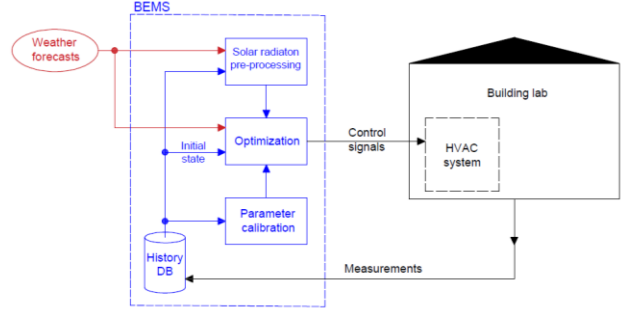 BEMS
Weather
forecasts
Solar radiaton
pre-processing
Building lab
Initial
state
Optimization
Control
signals
HVAC
system
Parameter
calibration
History
DB
Measurements